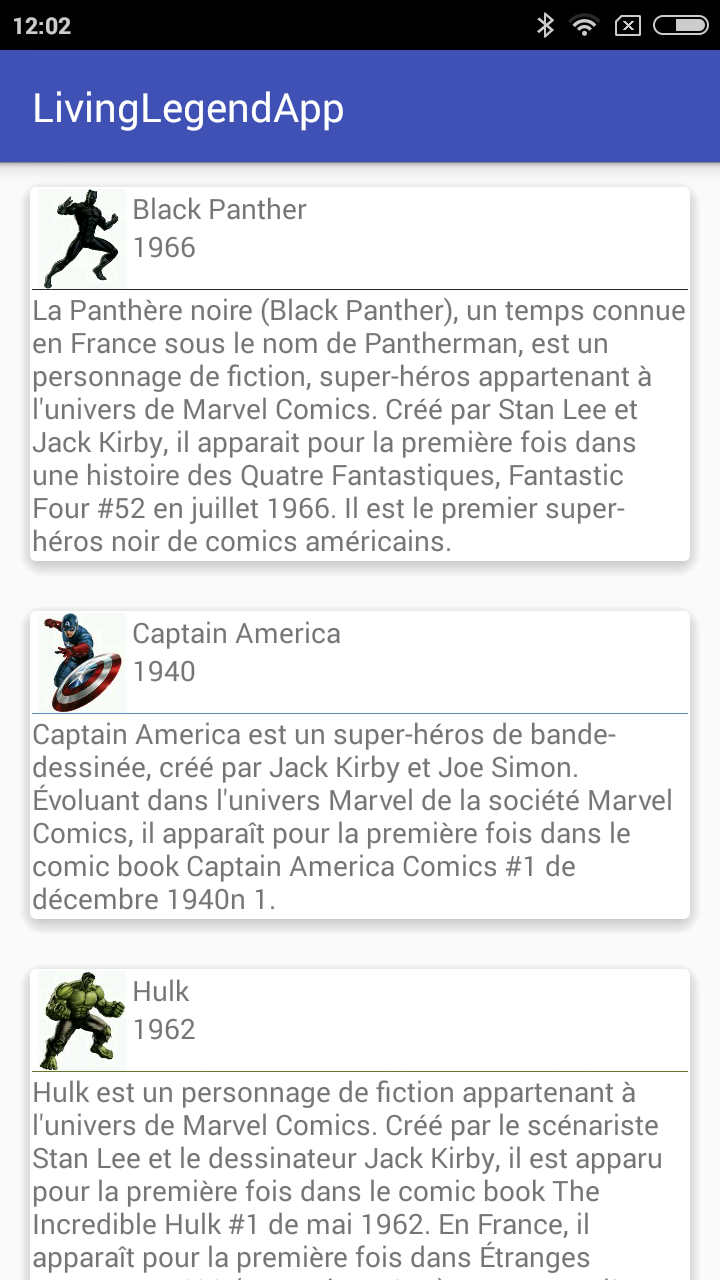 12:02
LivingLegendApp
Black Panther
1966
La Panthère noire (Black Panther), un temps connue
en France sous le nom de Pantherman, est un
personnage de fiction, super-héros appartenant à
l'univers de Marvel Comics. Créé par Stan Lee et
Jack Kirby, il apparait pour la première fois dans
une histoire des Quatre Fantastiques, Fantastic
Four #52 en juillet 1966. Il est le premier super-
héros noir de comics américains.
Captain America
1940
Captain America est un super-héros de bande-
dessinée, créé par Jack Kirby et Joe Simon.
Évoluant dans l'univers Marvel de la société Marvel
Comics, il apparaît pour la première fois dans le
comic book Captain America Comics #1 de
décembre 1940n 1.
Hulk
1962
Hulk est un personnage de fiction appartenant à
l'univers de Marvel Comics. Créé par le scénariste
Stan Lee et le dessinateur Jack Kirby, il est apparu
pour la première fois dans le comic book The
Incredible Hulk #1 de mai 1962. En France, il
apparaît pour la première fois dans Étranges